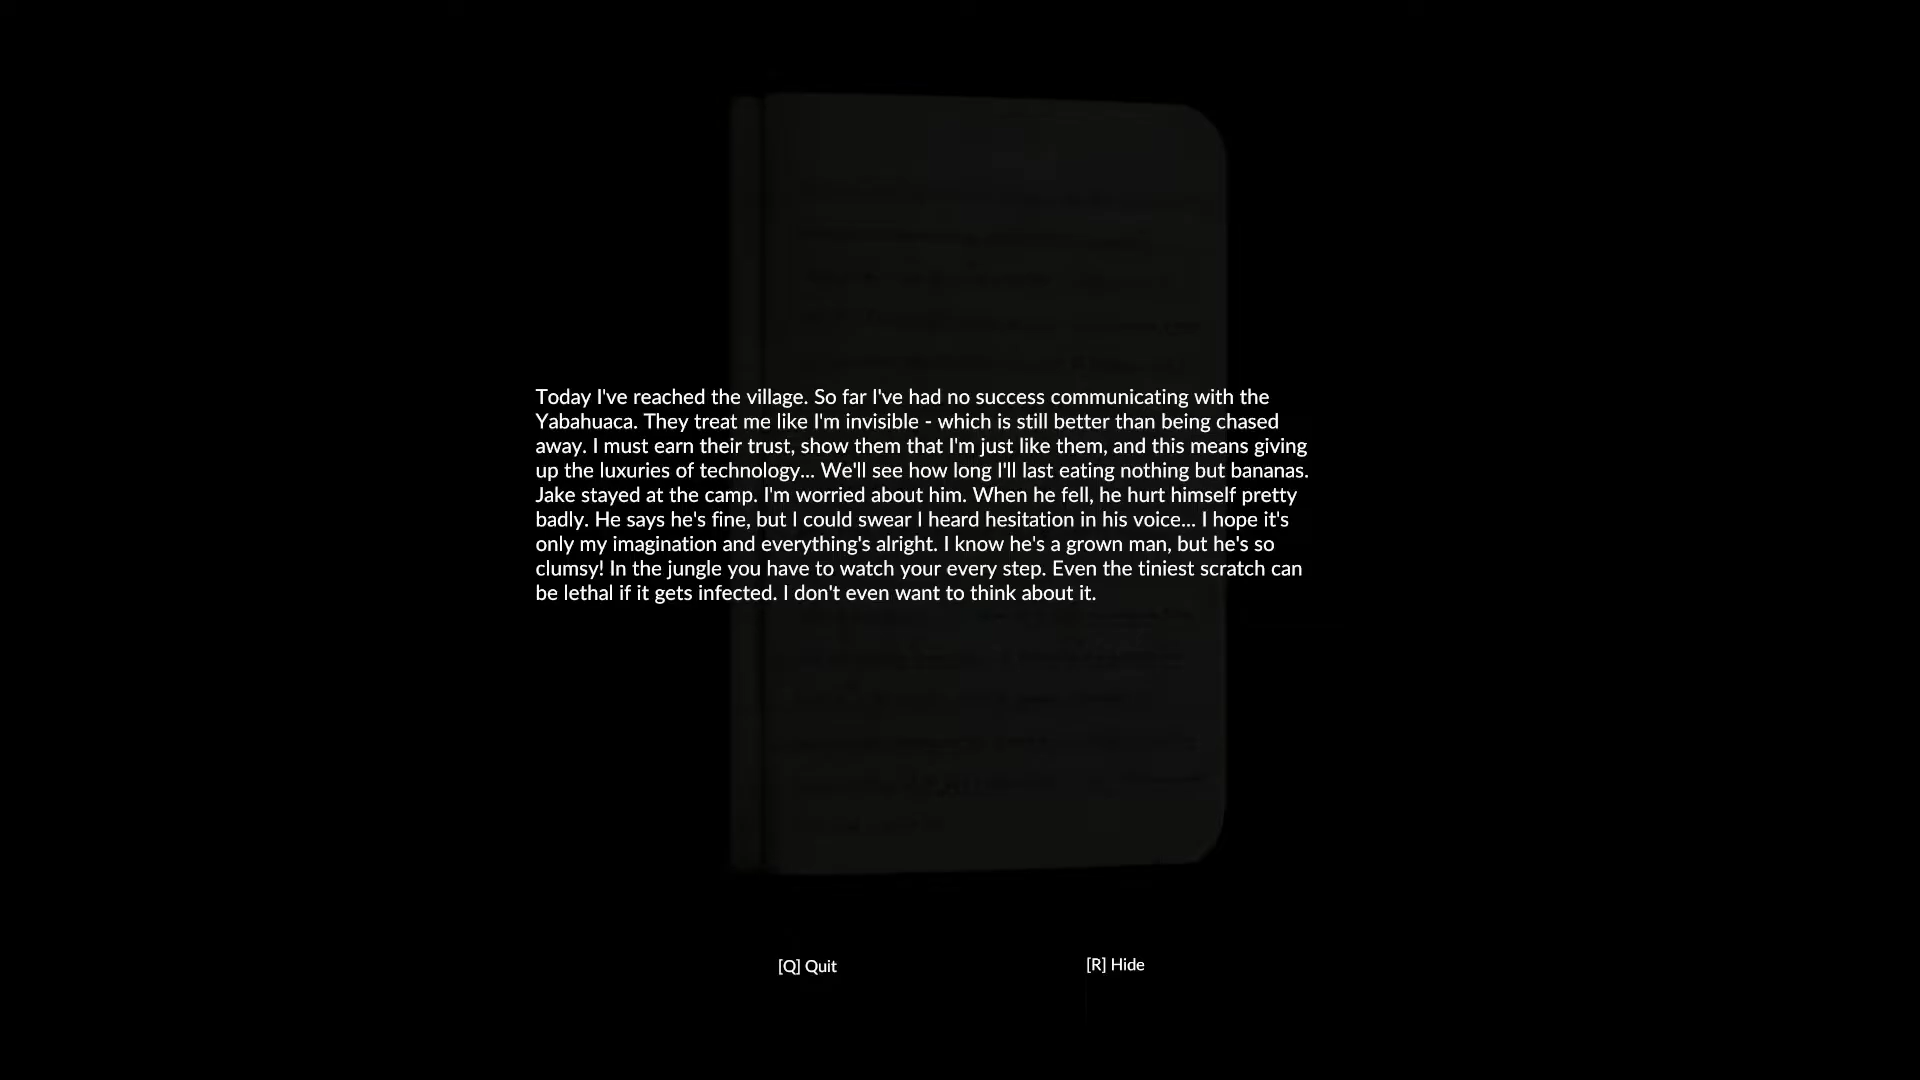 Today I've reached the village. So far I've had no success communicating with the
Yabahuaca. They treat me like I'm invisible - which is still better than being chased
away. I must earn their trust, show them that I'm just like them, and this means giving
up the luxuries of technology... We'll see how long I'll last eating nothing but bananas.
Jake stayed at the camp. I'm worried about him. When he fell, he hurt himself pretty
badly. He says he's fine, but I could swear I heard hesitation in his voice... I hope it's
only my imagination and everything's alright. I know he's a grown man, but he's so
clumsy! In the jungle you have to watch your every step. Even the tiniest scratch can
be lethal if it gets infected. I don't even want to think about it.
[Q] Quit
[R] Hide